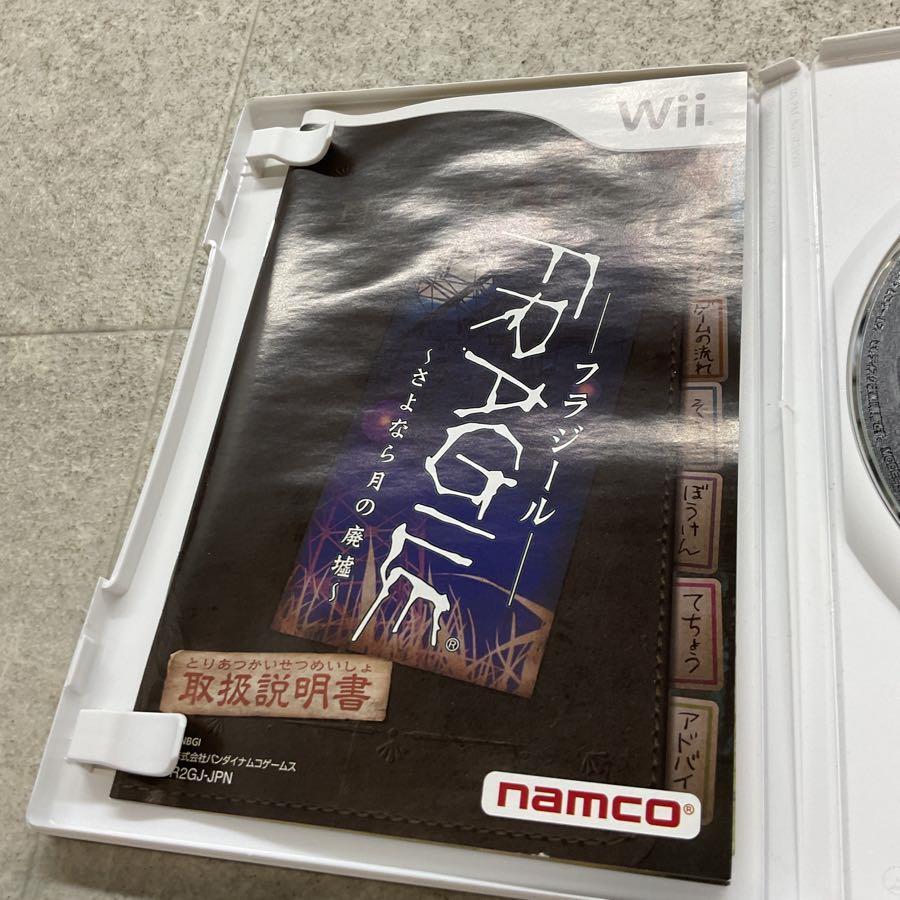 Wii
FRAGILE®
―フラジール―
～さよなら月の廃墟～
ゲームの流れ
ぼうけん
てちょう
アドバイ
とりあつかいせつめいしょ
取扱説明書
NBGI
式会社バンダイナムコゲームス
R2GJ-JPN
namco®